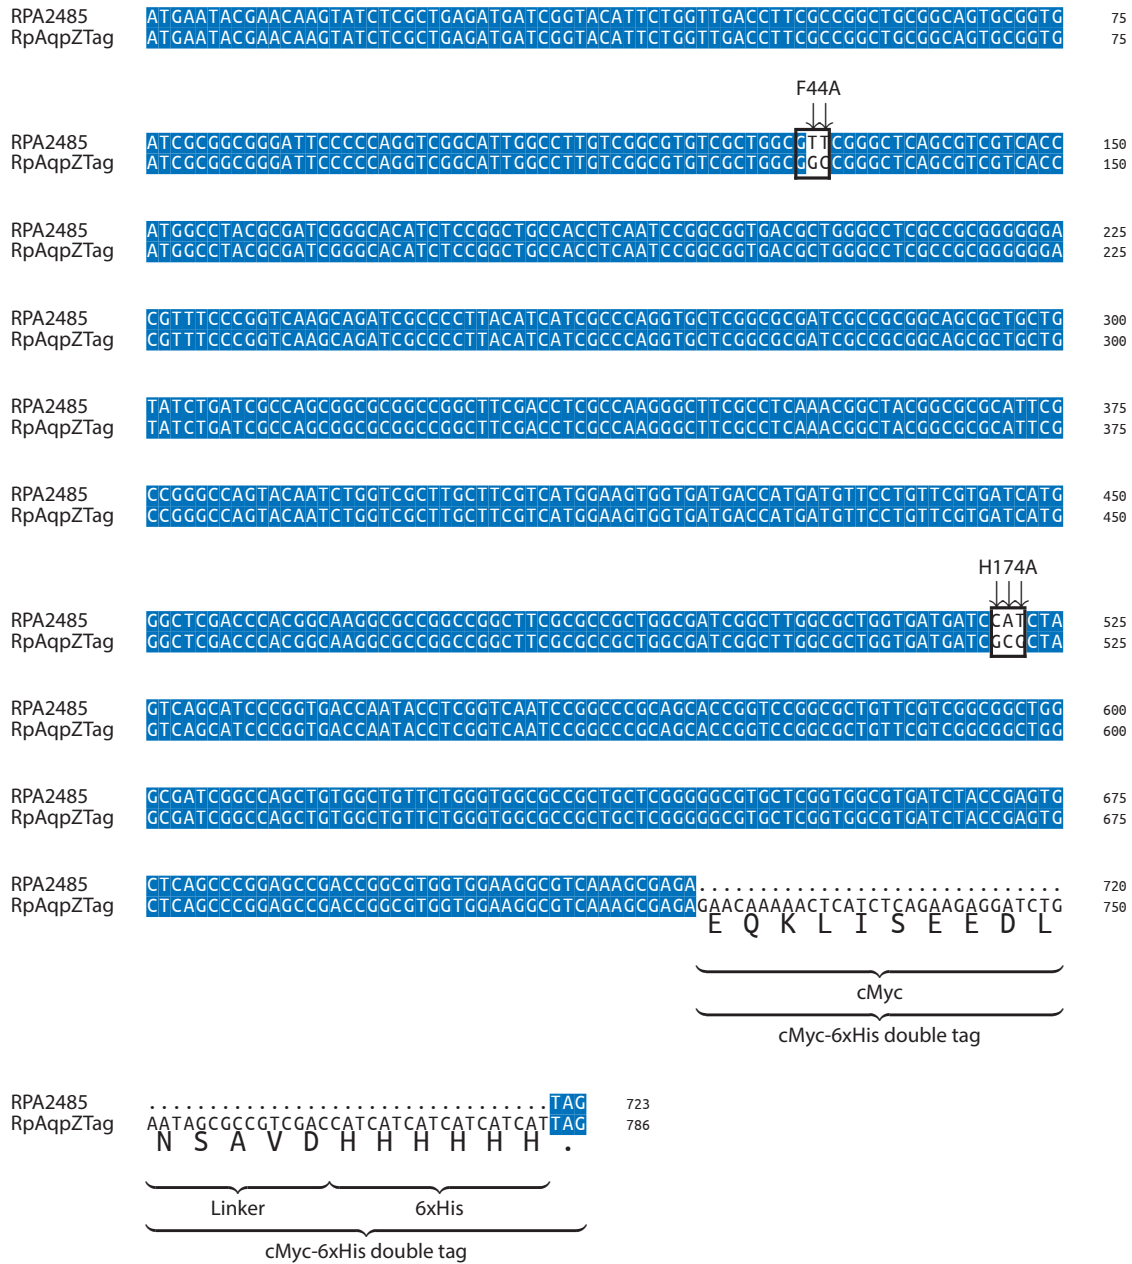 RPA2485 ATGAATACGAACAAGTATCTCGCTGAGATGATCGGTACATTCTGGTTGACCTTCGCCGGCTGCGGCAGTGCGGTG 75
RpAqpZTag ATGAATACGAACAAGTATCTCGCTGAGATGATCGGTACATTCTGGTTGACCTTCGCCGGCTGCGGCAGTGCGGTG 75
F44A
RPA2485 ATCGCGGCGGGATTCCCCCAGGTCGGCATTGGCCTTGTCGGCGTGTCGCTGGCGTTCGGGCTCAGCGTCGTCACC 150
RpAqpZTag ATCGCGGCGGGATTCCCCCAGGTCGGCATTGGCCTTGTCGGCGTGTCGCTGGCGGCCGGGCTCAGCGTCGTCACC 150
RPA2485 ATGGCCTACGCGATCGGGCACATCTCCGGCTGCCACCTCAATCCGGCGGTGACGCTGGGCCTCGCCGCGGGGGGA 225
RpAqpZTag ATGGCCTACGCGATCGGGCACATCTCCGGCTGCCACCTCAATCCGGCGGTGACGCTGGGCCTCGCCGCGGGGGGA 225
RPA2485 CGTTTCCCGGTCAAGCAGATCGCCCCTTACATCATCGCCCAGGTGCTCGGCGCGATCGCCGCGGCAGCGCTGCTG 300
RpAqpZTag CGTTTCCCGGTCAAGCAGATCGCCCCTTACATCATCGCCCAGGTGCTCGGCGCGATCGCCGCGGCAGCGCTGCTG 300
RPA2485 TATCTGATCGCCAGCGGCGCGGCCGGCTTCGACCTCGCCAAGGGCTTCGCCTCAAACGGCTACGGCGCGCATTCG 375
RpAqpZTag TATCTGATCGCCAGCGGCGCGGCCGGCTTCGACCTCGCCAAGGGCTTCGCCTCAAACGGCTACGGCGCGCATTCG 375
RPA2485 CCGGGCCAGTACAATCTGGTCGCTTGCTTCGTCATGGAAGTGGTGATGACCATGATGTTCCTGTTCGTGATCATG 450
RpAqpZTag CCGGGCCAGTACAATCTGGTCGCTTGCTTCGTCATGGAAGTGGTGATGACCATGATGTTCCTGTTCGTGATCATG 450
H174A
RPA2485 GGCTCGACCCACGGCAAGGCGCCGGCCGGCTTCGCGCCGCTGGCGATCGGCTTGGCGCTGGTGATGATCCATCTA 525
RpAqpZTag GGCTCGACCCACGGCAAGGCGCCGGCCGGCTTCGCGCCGCTGGCGATCGGCTTGGCGCTGGTGATGATCGCCCTA 525
RPA2485 GTCAGCATCCCGGTGACCAATACCTCGGTCAATCCGGCCCGCAGCACCGGTCCGGCGCTGTTCGTCGGCGGCTGG 600
RpAqpZTag GTCAGCATCCCGGTGACCAATACCTCGGTCAATCCGGCCCGCAGCACCGGTCCGGCGCTGTTCGTCGGCGGCTGG 600
RPA2485 GCGATCGGCCAGCTGTGGCTGTTCTGGGTGGCGCCGCTGCTCGGGGGCGTGCTCGGTGGCGTGATCTACCGAGTG 675
RpAqpZTag GCGATCGGCCAGCTGTGGCTGTTCTGGGTGGCGCCGCTGCTCGGGGGCGTGCTCGGTGGCGTGATCTACCGAGTG 675
RPA2485 CTCAGCCCGGAGCCGACCGGCGTGGTGGAAGGCGTCAAAGCGAGA.............................. 720
RpAqpZTag CTCAGCCCGGAGCCGACCGGCGTGGTGGAAGGCGTCAAAGCGAGAGAACAAAAACTCATCTCAGAAGAGGATCTG 750
E Q K L I S E E D L
cMyc
cMyc-6xHis double tag
RPA2485 .................................TAG 723
RpAqpZTag AATAGCGCCGTCGACCATCATCATCATCATCATTAG 786
N S A V D H H H H H H .
Linker 6xHis
cMyc-6xHis double tag